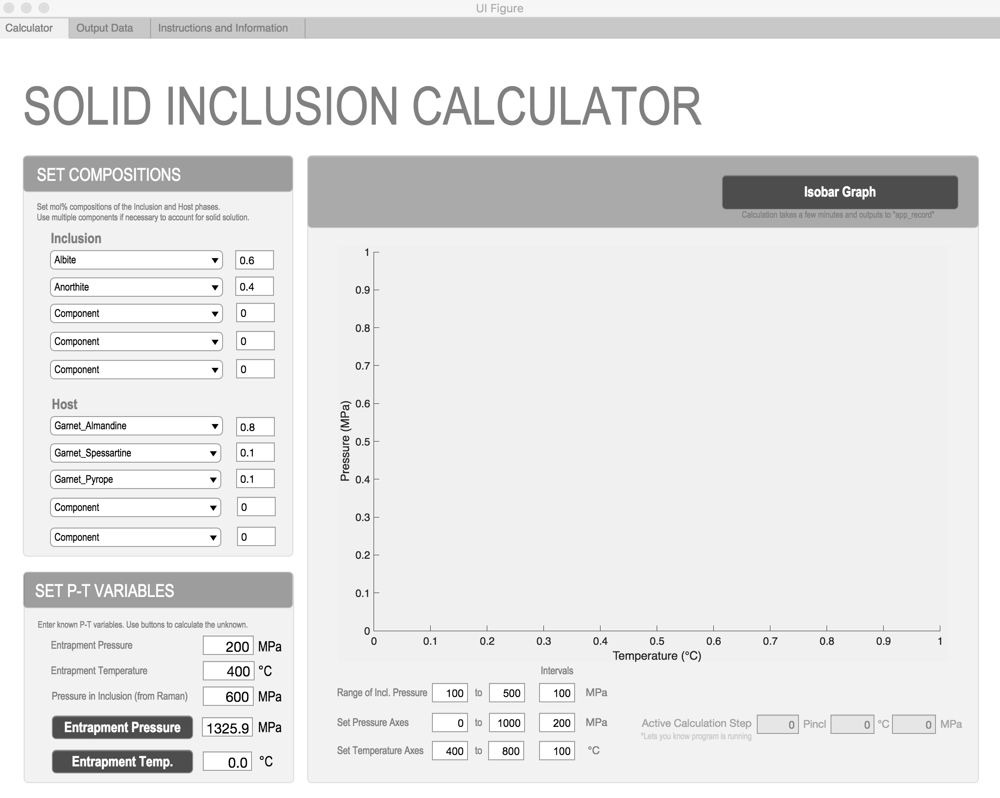 UI Figure
Calculator Output Data Instructions and Information
SOLID INCLUSION CALCULATOR
SET COMPOSITIONS
Set mol% compositions of the Inclusion and Host phases.
Use multiple components if necessary to account for solid solution.
Inclusion
Albite 0.6
Anorthite 0.4
Component 0
Component 0
Component 0
Host
Garnet_Almandine 0.8
Garnet_Spessartine 0.1
Garnet_Pyrope 0.1
Component 0
Component 0
SET P-T VARIABLES
Enter known P-T variables. Use buttons to calculate the unknown.
Entrapment Pressure 200 MPa
Entrapment Temperature 400 °C
Pressure in Inclusion (from Raman) 600 MPa
Entrapment Pressure 1325.9 MPa
Entrapment Temp. 0.0 °C
Isobar Graph
Calculation takes a few minutes and outputs to "app_record"
1
0.9
0.8
0.7
0.6
0.5
0.4
0.3
0.2
0.1
0
Pressure (MPa)
0 0.1 0.2 0.3 0.4 0.5 0.6 0.7 0.8 0.9 1
Temperature (°C)
Intervals
Range of Incl. Pressure 100 to 500 100 MPa
Set Pressure Axes 0 to 1000 200 MPa
Set Temperature Axes 400 to 800 100 °C
Active Calculation Step 0 Pincl 0 °C 0 MPa
*Lets you know program is running